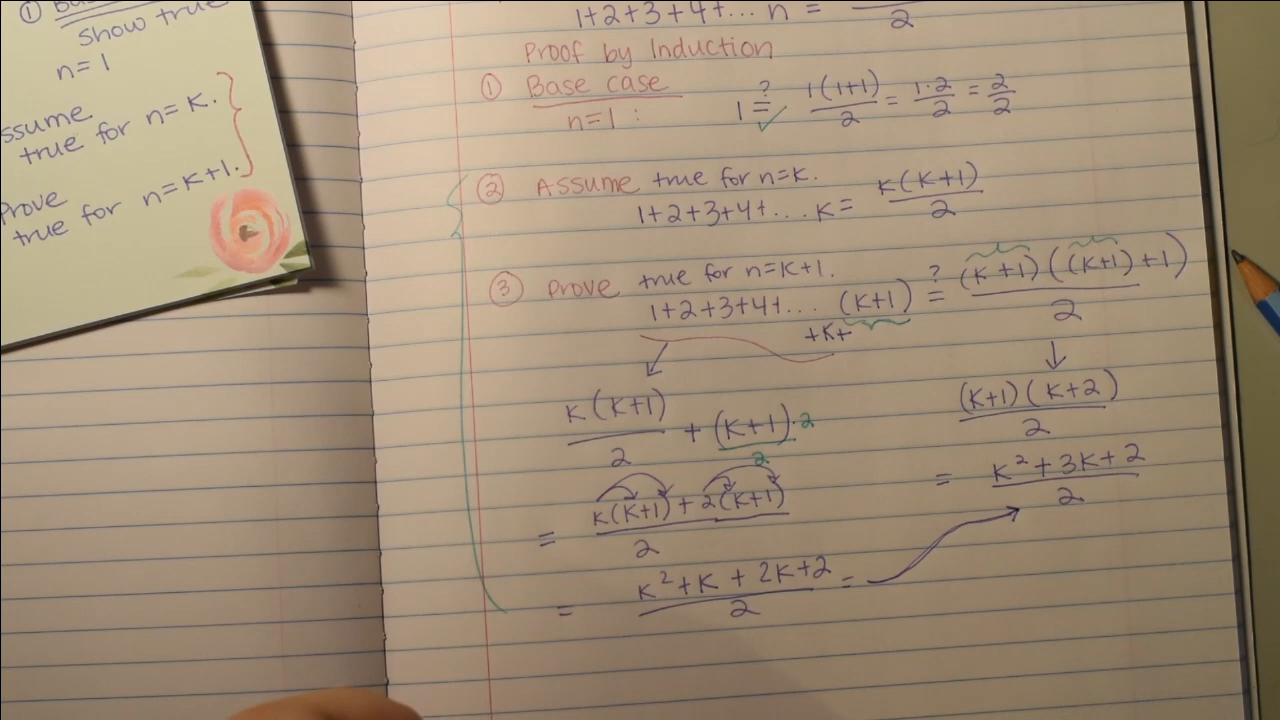 ① Base
show true
n=1
assume
true for n=K.
Prove
true for n=K+1.
1+2+3+4+... n = /2
Proof by Induction
① Base case
n=1 :
1 ?= ✓ 1(1+1)/2 = 1·2/2 = 2/2
② Assume true for n=K.
1+2+3+4+... K = K(K+1)/2
③ Prove true for n=K+1.
1+2+3+4+... +K+ (K+1) ?= (K+1)((K+1)+1)/2
K(K+1)/2 + (K+1)·2/2
(K+1)(K+2)/2
= K(K+1)+2(K+1)/2
= K²+3K+2/2
= K²+K+2K+2/2 =